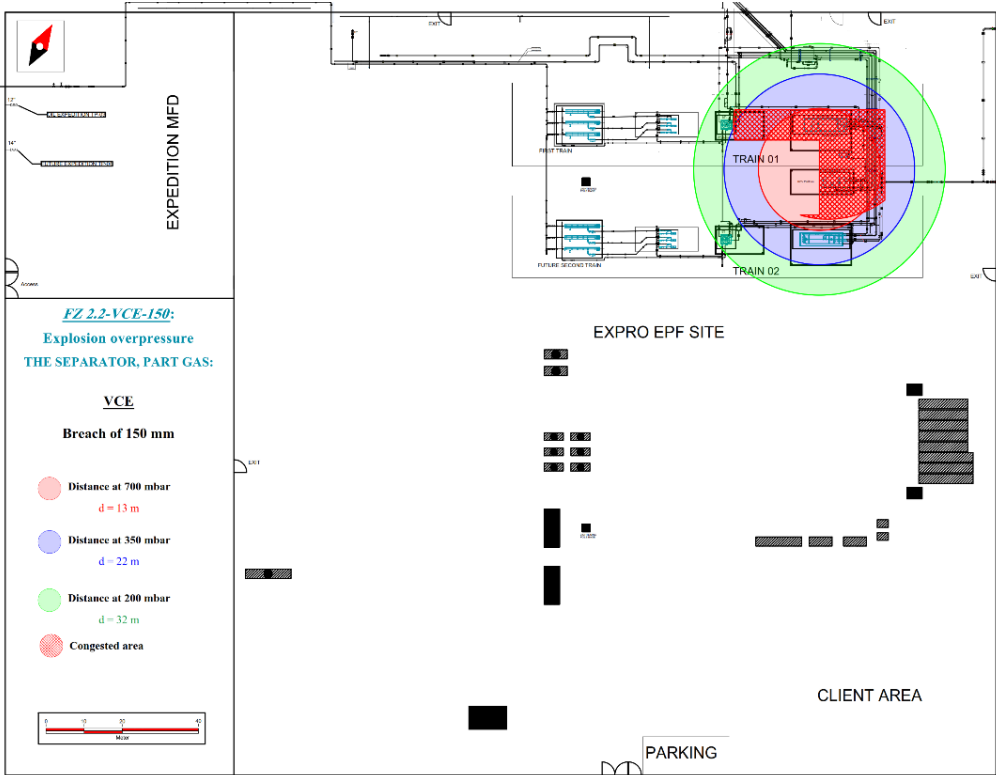 EXIT
EXIT
12"
14"
EXPEDITION MFD
FIRST TRAIN
TRAIN 01
FUTURE SECOND TRAIN
TRAIN 02
EXIT
Access
FZ 2.2-VCE-150:
Explosion overpressure
THE SEPARATOR, PART GAS:
VCE
Breach of 150 mm
Distance at 700 mbar
d = 13 m
Distance at 350 mbar
d = 22 m
Distance at 200 mbar
d = 32 m
Congested area
0 10 20 40
Meter
EXPRO EPF SITE
EXIT
CLIENT AREA
PARKING